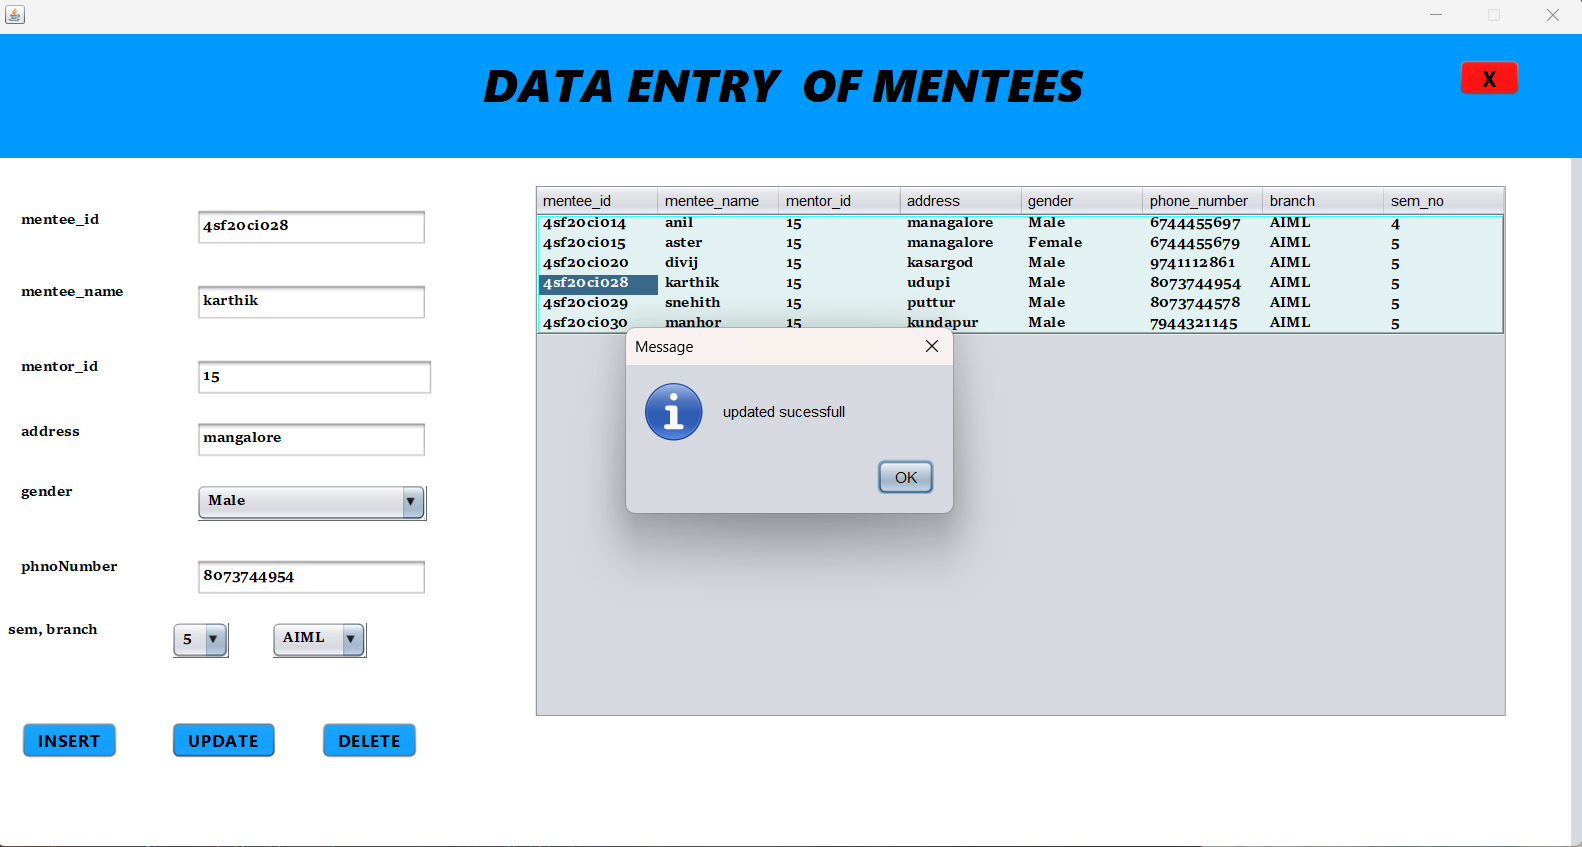 DATA ENTRY OF MENTEES
X
mentee_id
4sf20ci028
mentee_name
karthik
mentor_id
15
address
mangalore
gender
Male
phnoNumber
8073744954
sem, branch
5
AIML
INSERT UPDATE DELETE
mentee_id mentee_name mentor_id address gender phone_number branch sem_no
4sf20ci014 anil 15 managalore Male 6744455697 AIML 4
4sf20ci015 aster 15 managalore Female 6744455679 AIML 5
4sf20ci020 divij 15 kasargod Male 9741112861 AIML 5
4sf20ci028 karthik 15 udupi Male 8073744954 AIML 5
4sf20ci029 snehith 15 puttur Male 8073744578 AIML 5
4sf20ci030 manhor 15 kundapur Male 7944321145 AIML 5
Message
updated sucessfull
OK